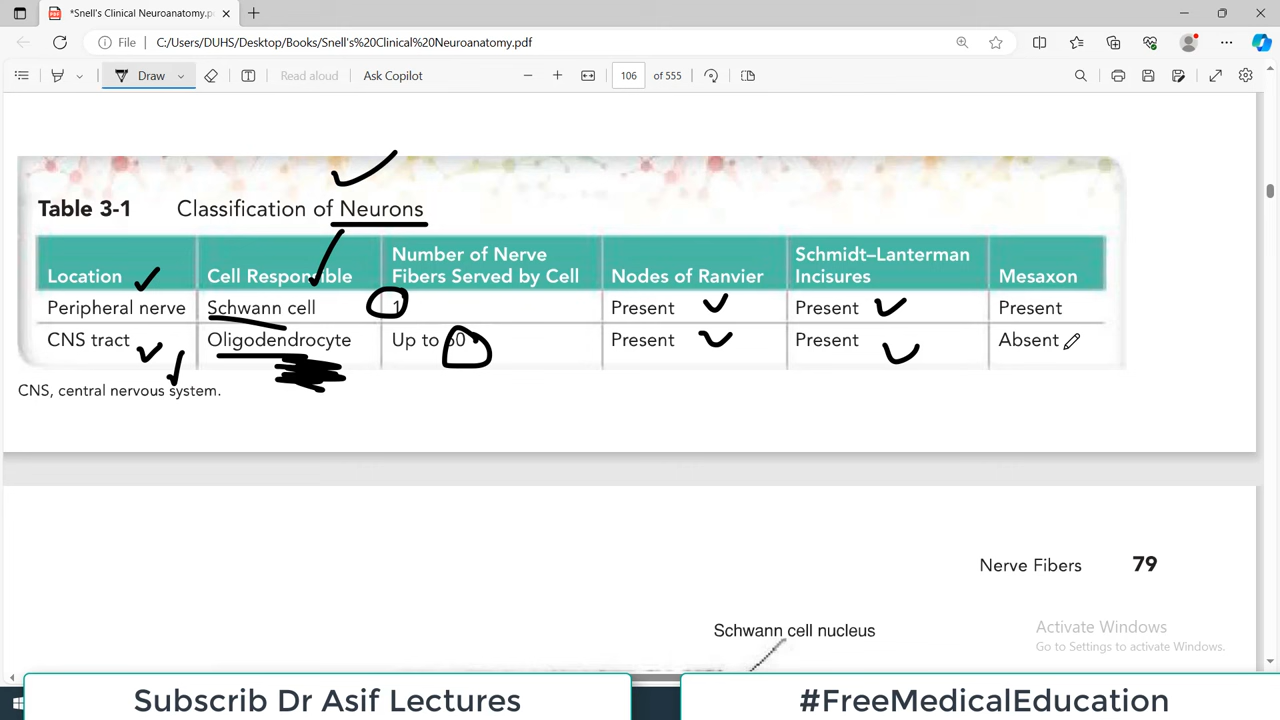 *Snell's Clinical Neuroanatomy.p
File C:/Users/DUHS/Desktop/Books/Snell's%20Clinical%20Neuroanatomy.pdf
Draw Read aloud Ask Copilot 106 of 555
Table 3-1 Classification of Neurons
Location Cell Responsible Number of Nerve Fibers Served by Cell Nodes of Ranvier Schmidt–Lanterman Incisures Mesaxon
Peripheral nerve Schwann cell 1 Present Present Present
CNS tract Oligodendrocyte Up to Present Present Absent
CNS, central nervous system.
Nerve Fibers 79
Schwann cell nucleus
Activate Windows
Go to Settings to activate Windows.
Subscrib Dr Asif Lectures
#FreeMedicalEducation